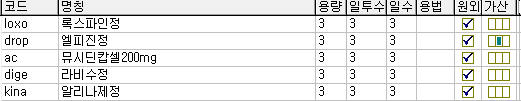 코드 명칭 용량 일투수 일수 용법 원외 가산
loxo 록스파인정 3 3 3
drop 엘피진정 3 3 3
ac 뮤시딘캅셀200mg 3 3 3
dige 라비수정 3 3 3
kina 알리나제정 3 3 3